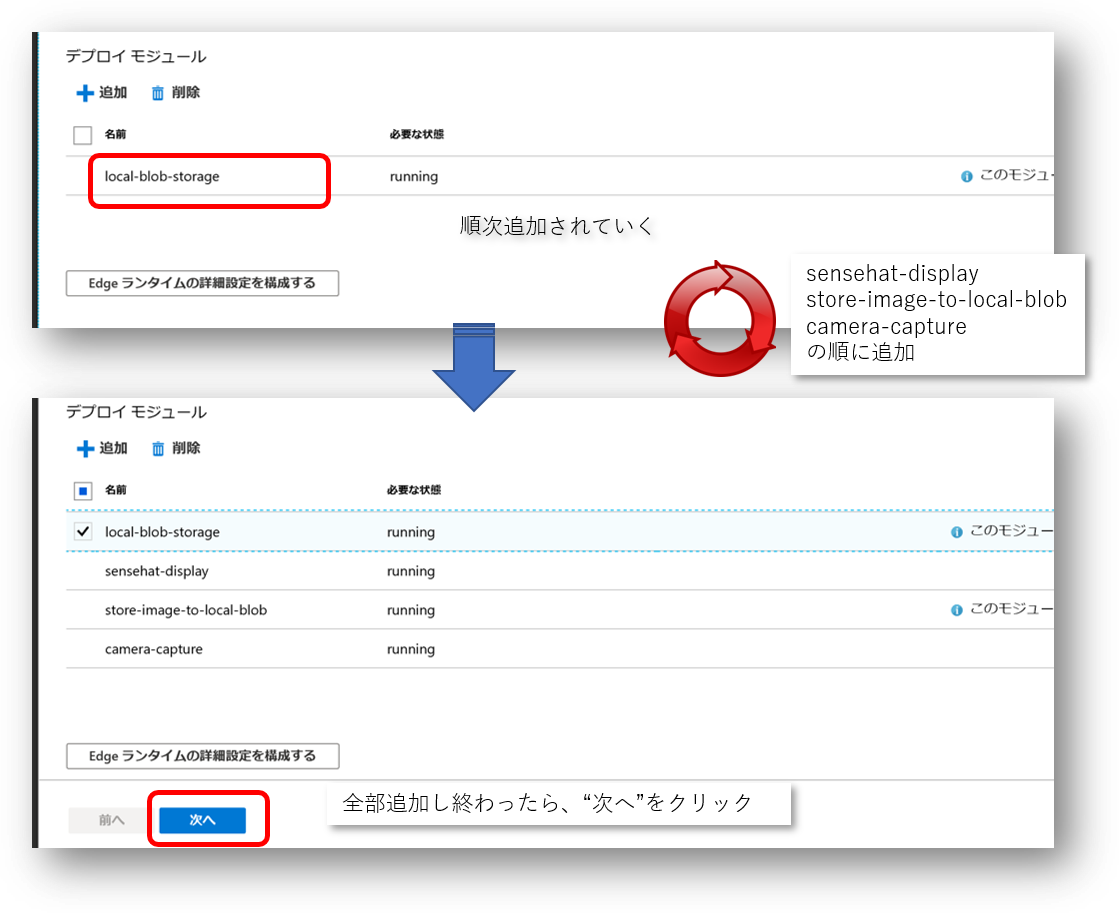 デプロイ モジュール
追加 削除
名前 必要な状態
local-blob-storage running このモジュー
順次追加されていく
Edge ランタイムの詳細設定を構成する
sensehat-display
store-image-to-local-blob
camera-capture
の順に追加
デプロイ モジュール
追加 削除
名前 必要な状態
local-blob-storage running このモジュー
sensehat-display running
store-image-to-local-blob running このモジュー
camera-capture running
Edge ランタイムの詳細設定を構成する
全部追加し終わったら、“次へ”をクリック
前へ 次へ